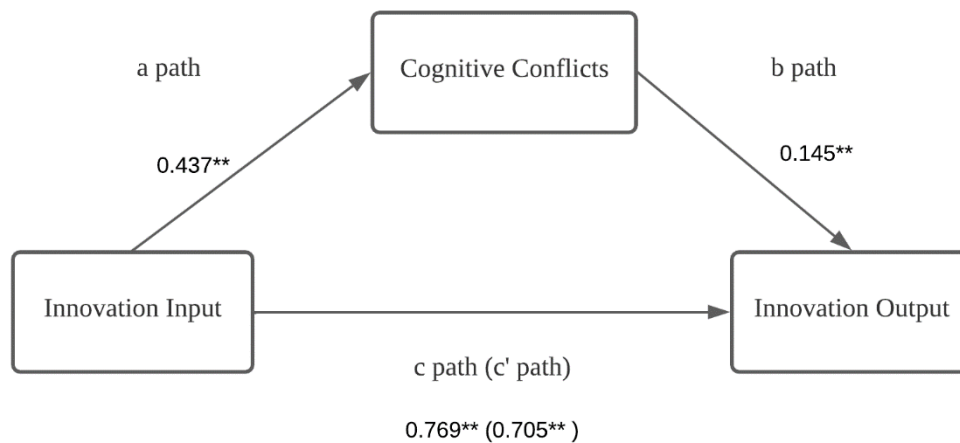 Cognitive Conflicts
a path
b path
0.437**
0.145**
Innovation Input
Innovation Output
c path (c' path)
0.769** (0.705** )